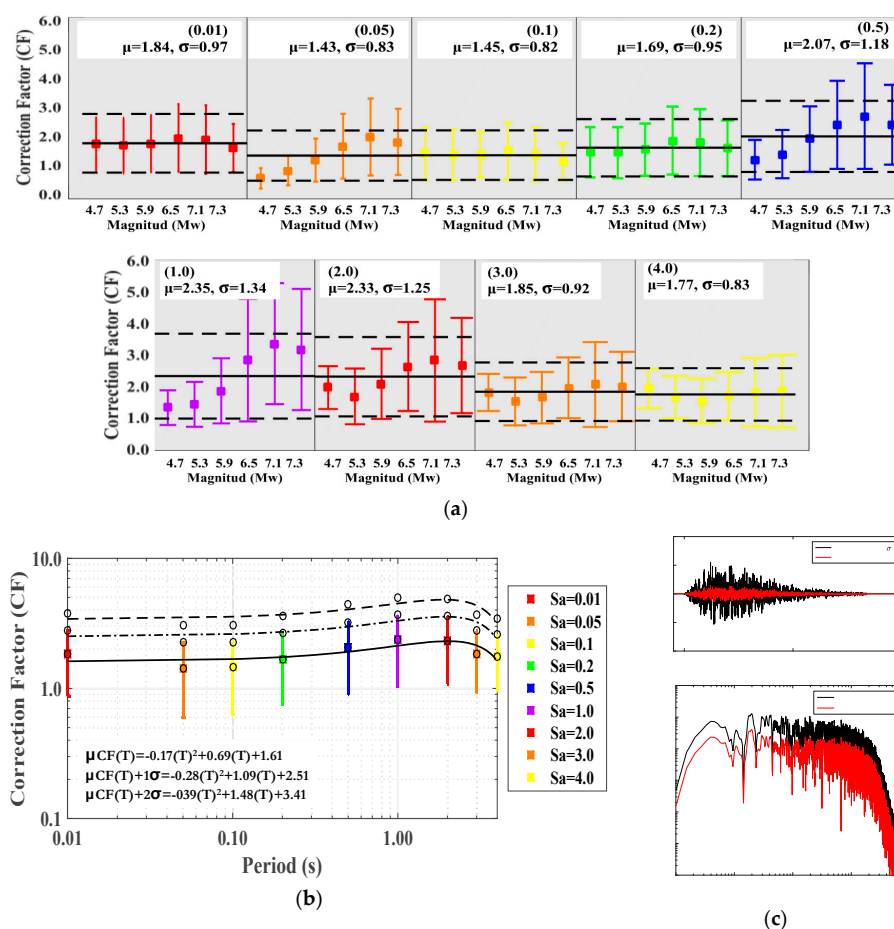 (0.01)
μ=1.84, σ=0.97
(0.05)
μ=1.43, σ=0.83
(0.1)
μ=1.45, σ=0.82
(0.2)
μ=1.69, σ=0.95
(0.5)
μ=2.07, σ=1.18
Correction Factor (CF)
6.0
5.0
4.0
3.0
2.0
1.0
0.0
4.7 5.3 5.9 6.5 7.1 7.3
4.7 5.3 5.9 6.5 7.1 7.3
4.7 5.3 5.9 6.5 7.1 7.3
4.7 5.3 5.9 6.5 7.1 7.3
4.7 5.3 5.9 6.5 7.1 7.3
Magnitud (Mw)
Magnitud (Mw)
Magnitud (Mw)
Magnitud (Mw)
Magnitud (Mw)
(1.0)
μ=2.35, σ=1.34
(2.0)
μ=2.33, σ=1.25
(3.0)
μ=1.85, σ=0.92
(4.0)
μ=1.77, σ=0.83
Correction Factor (CF)
6.0
5.0
4.0
3.0
2.0
1.0
0.0
4.7 5.3 5.9 6.5 7.1 7.3
4.7 5.3 5.9 6.5 7.1 7.3
4.7 5.3 5.9 6.5 7.1 7.3
4.7 5.3 5.9 6.5 7.1 7.3
Magnitud (Mw)
Magnitud (Mw)
Magnitud (Mw)
Magnitud (Mw)
(a)
Correction Factor (CF)
10.0
1.0
0.1
μCF(T)=-0.17(T)²+0.69(T)+1.61
μCF(T)+1σ=-0.28(T)²+1.09(T)+2.51
μCF(T)+2σ=-039(T)²+1.48(T)+3.41
0.01 0.10 1.00
Period (s)
Sa=0.01
Sa=0.05
Sa=0.1
Sa=0.2
Sa=0.5
Sa=1.0
Sa=2.0
Sa=3.0
Sa=4.0
(b)
σ
(c)